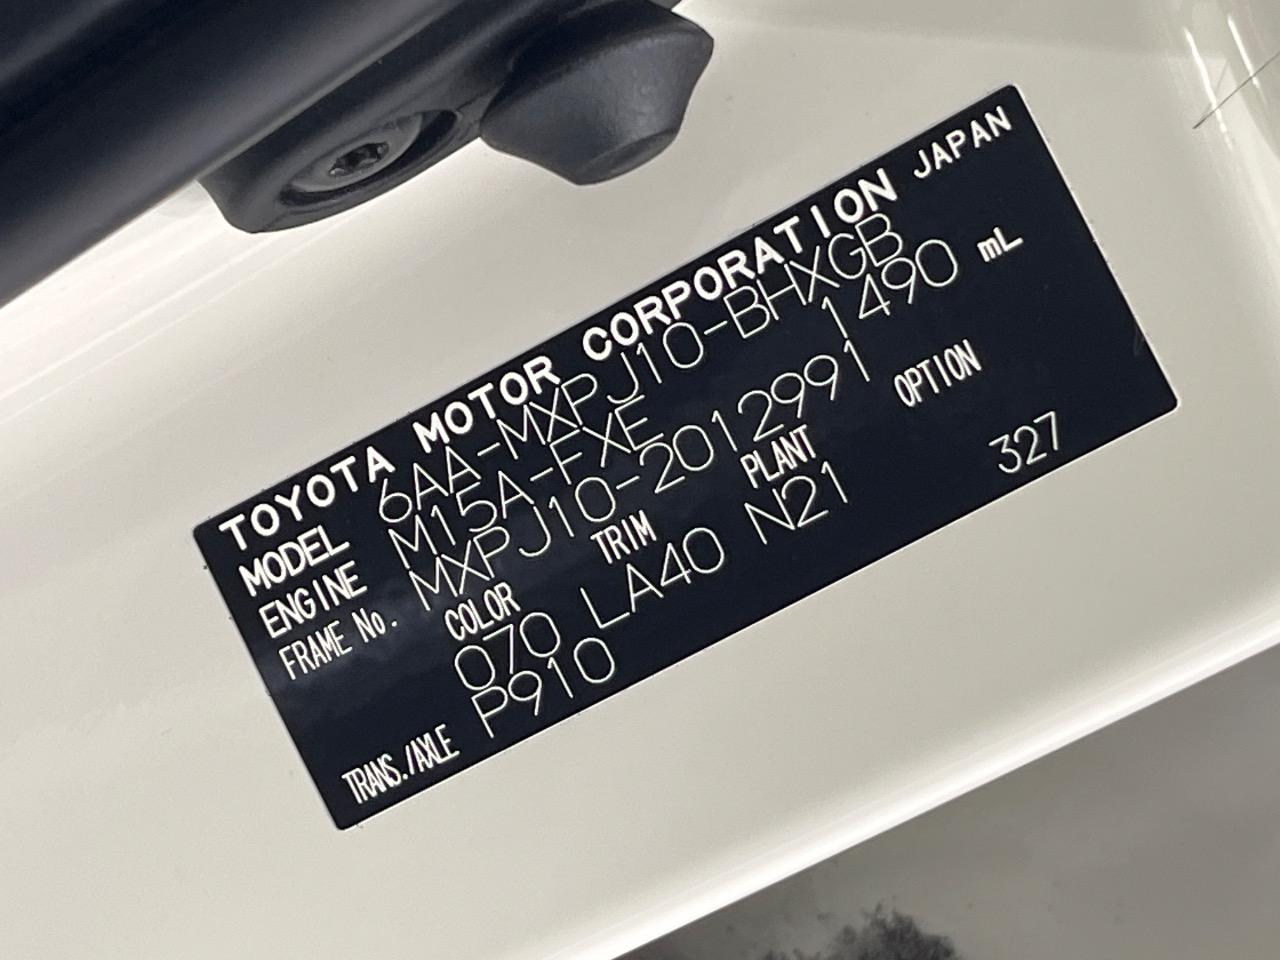 TOYOTA MOTOR CORPORATION JAPAN
MODEL 6AA-MXPJ10-BHXGB
ENGINE M15A-FXE 1490 mL
FRAME No. MXPJ10-2012991
COLOR TRIM PLANT OPTION
070 LA40 N21 327
TRANS./AXLE P910